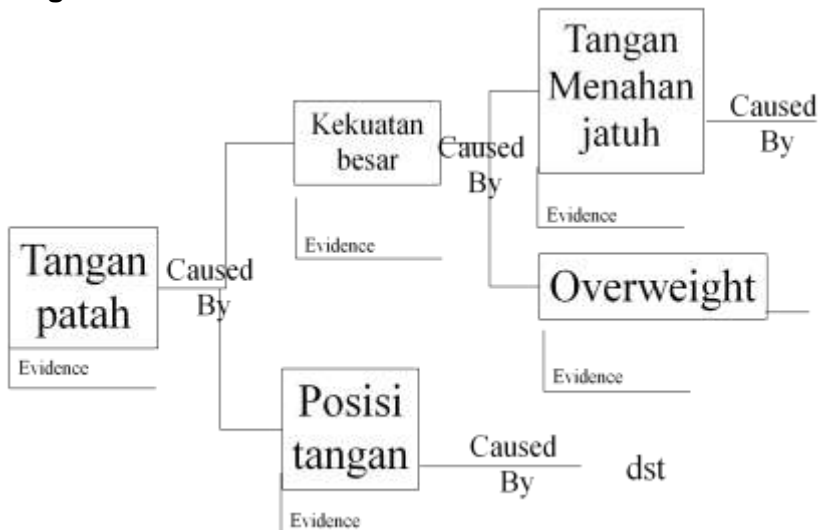 Tangan
patah
Evidence
Caused
By
Kekuatan
besar
Evidence
Caused
By
Tangan
Menahan
jatuh
Evidence
Caused
By
Overweight
Evidence
Posisi
tangan
Evidence
Caused
By
dst